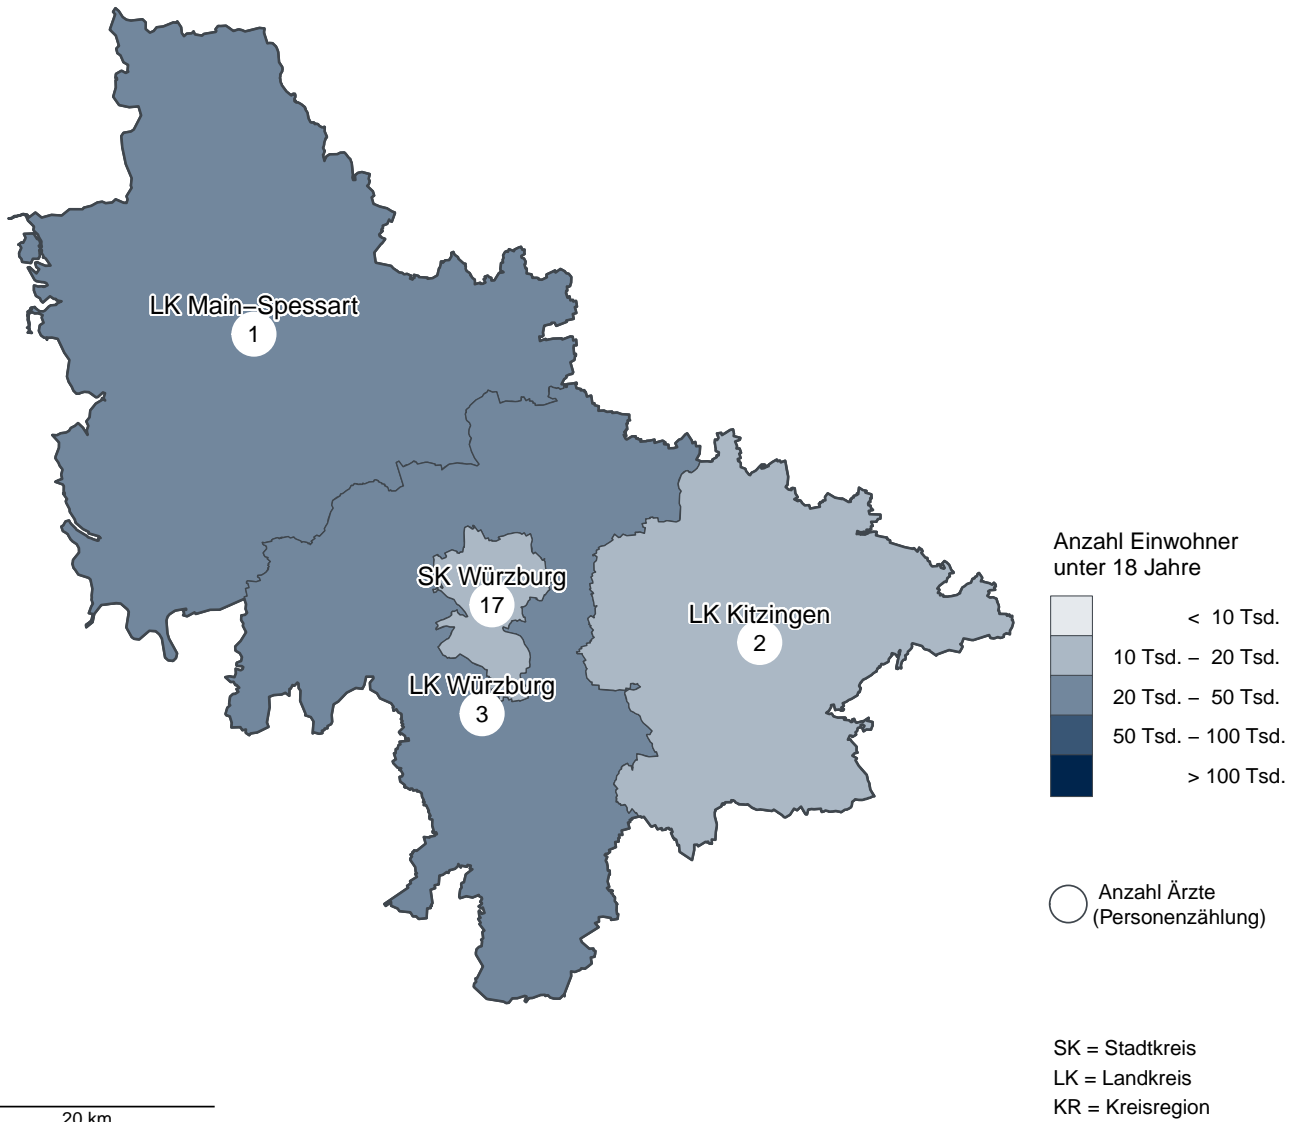 LK Main−Spessart
1
SK Würzburg
17
LK Kitzingen
2
LK Würzburg
3
Anzahl Einwohner
unter 18 Jahre
< 10 Tsd.
10 Tsd. − 20 Tsd.
20 Tsd. − 50 Tsd.
50 Tsd. − 100 Tsd.
> 100 Tsd.
Anzahl Ärzte
(Personenzählung)
SK = Stadtkreis
LK = Landkreis
KR = Kreisregion
20 km